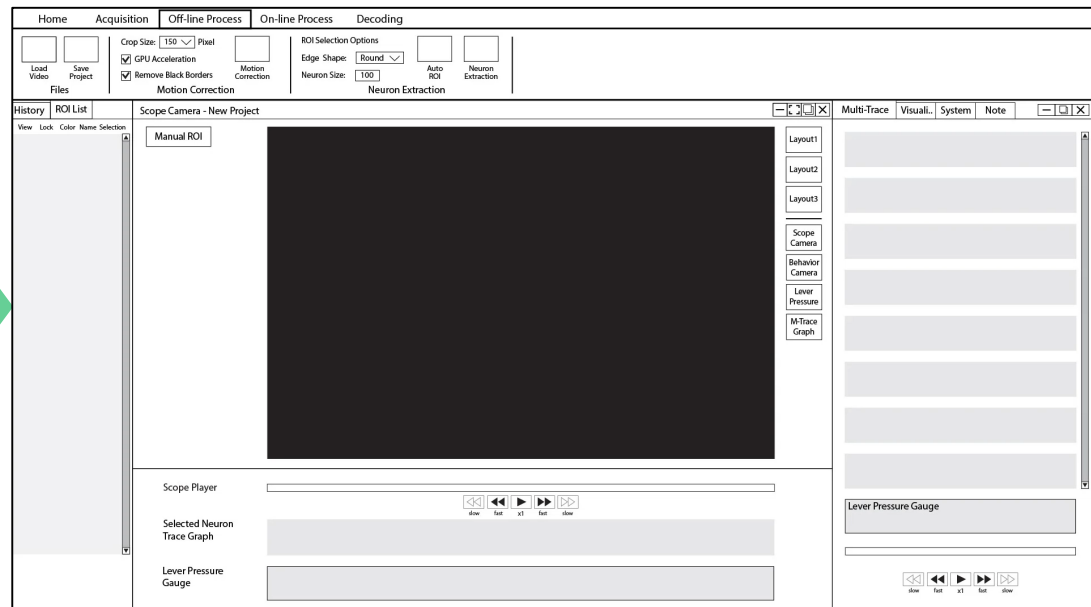 Home Acquisition Off-line Process On-line Process Decoding
Load Video
Save Project
Files
Crop Size: 150 Pixel
GPU Acceleration
Remove Black Borders
Motion Correction
Motion Correction
ROI Selection Options
Edge Shape: Round
Neuron Size: 100
Auto ROI
Neuron Extraction
Neuron Extraction
History ROI List
View Lock Color Name Selection
Scope Camera - New Project
Manual ROI
Layout1
Layout2
Layout3
Scope Camera
Behavior Camera
Lever Pressure
M-Trace Graph
Scope Player
slow fast x1 fast slow
Selected Neuron
Trace Graph
Lever Pressure
Gauge
Multi-Trace Visuali.. System Note
Lever Pressure Gauge
slow fast x1 fast slow